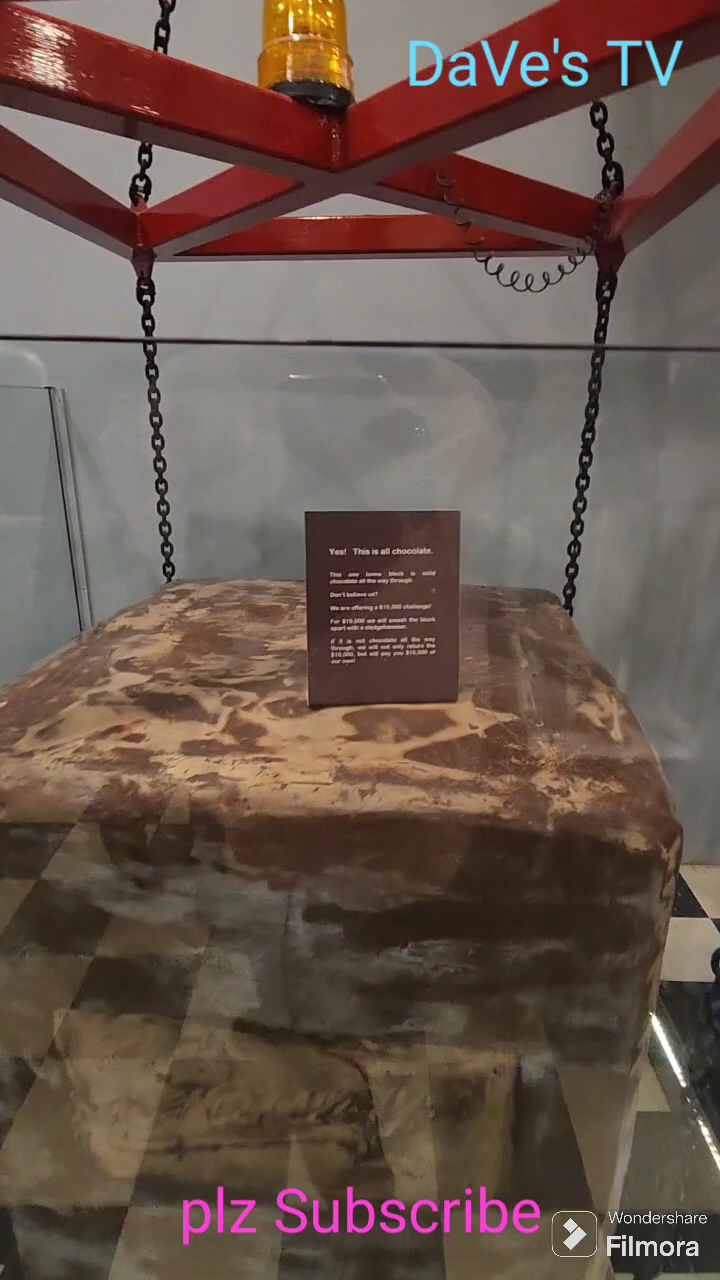 DaVe's TV
Yes! This is all chocolate.
This one tonne block is solid
chocolate all the way through.
Don't believe us?
We are offering a $10,000 challenge!
For $10,000 we will smash the block
apart with a sledgehammer.
If it is not chocolate all the way
through, we will not only return the
$10,000, but will pay you $10,000 of
our own!
plz Subscribe
Wondershare
Filmora